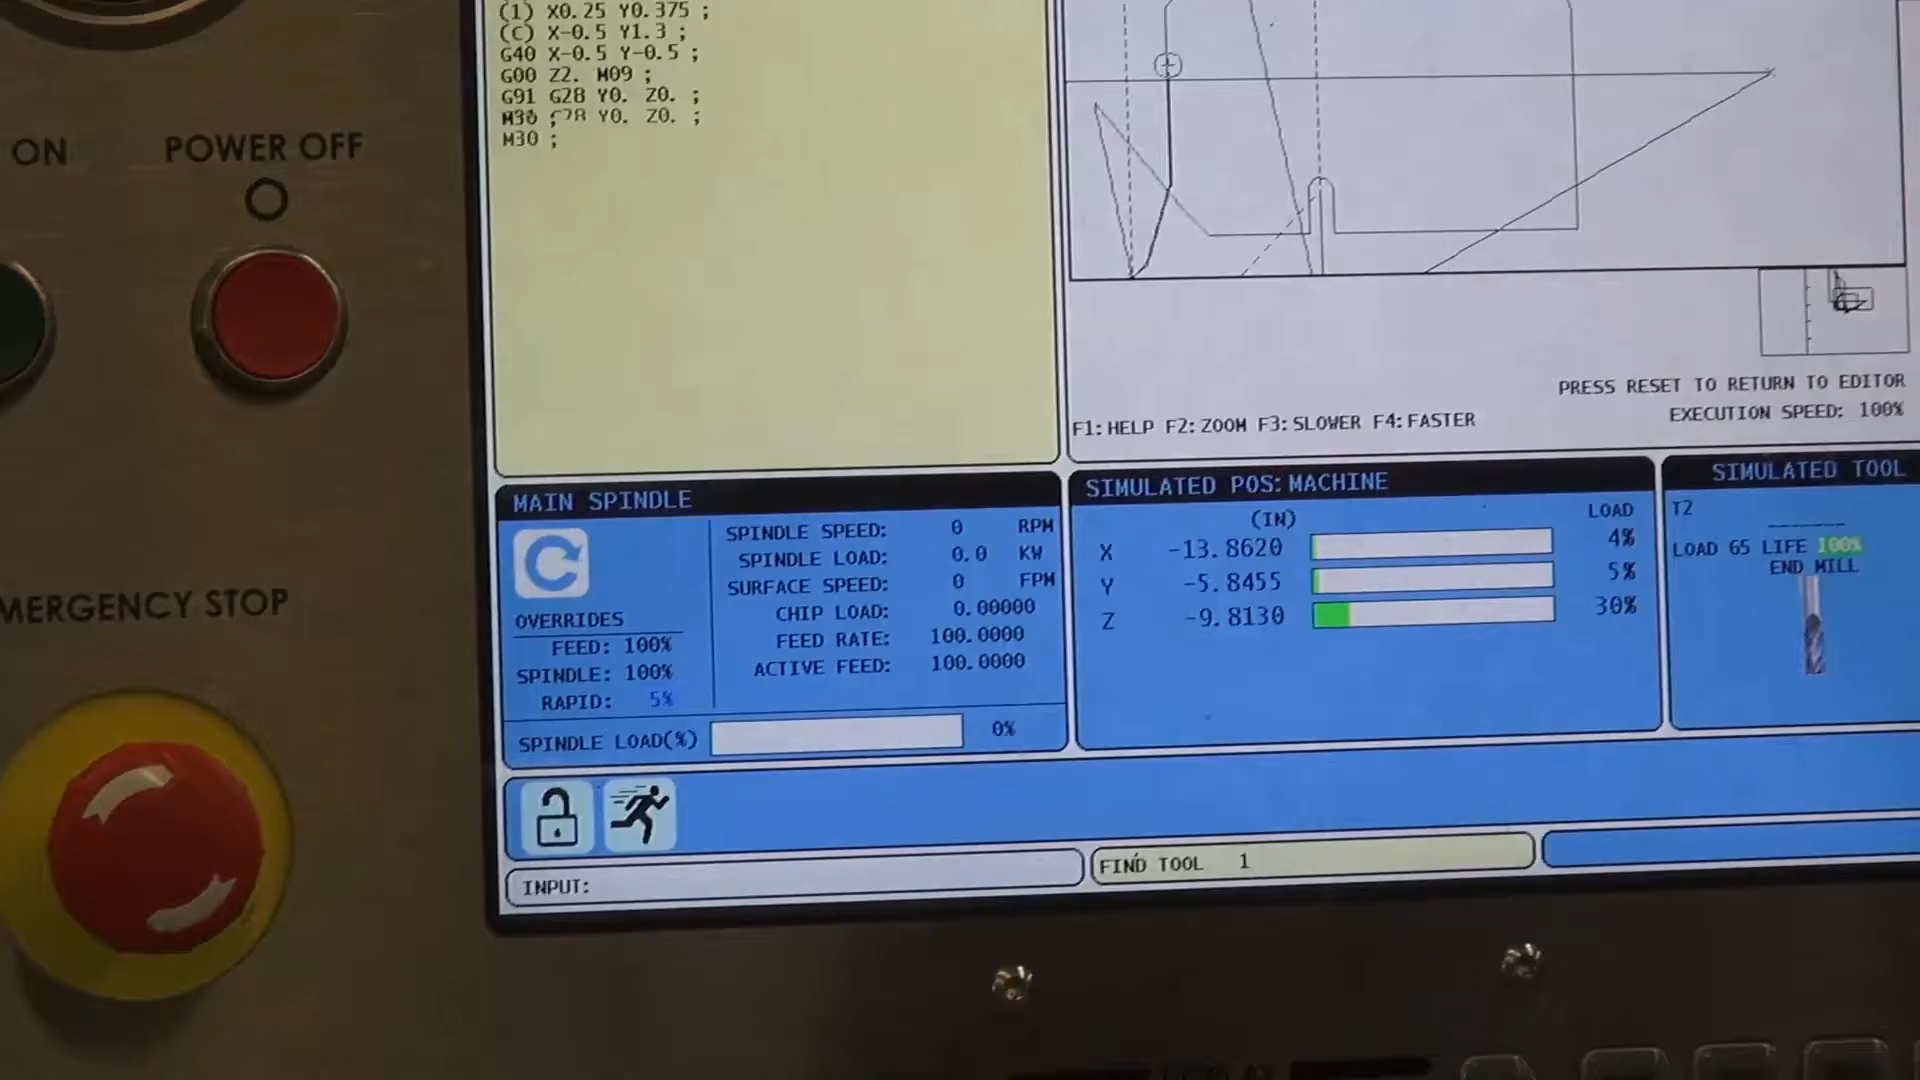 (1) X0.25 Y0.375 ;
(C) X-0.5 Y1.3 ;
G40 X-0.5 Y-0.5 ;
G00 Z2. M09 ;
G91 G28 Y0. Z0. ;
M30 ;
M30 ;
ON
POWER OFF
MERGENCY STOP
PRESS RESET TO RETURN TO EDITOR
EXECUTION SPEED: 100%
F1:HELP F2:ZOOM F3:SLOWER F4:FASTER
MAIN SPINDLE
SPINDLE SPEED: 0 RPM
SPINDLE LOAD: 0.0 KW
SURFACE SPEED: 0 FPM
CHIP LOAD: 0.00000
FEED RATE: 100.0000
ACTIVE FEED: 100.0000
OVERRIDES
FEED: 100%
SPINDLE: 100%
RAPID: 5%
SPINDLE LOAD(%) 0%
SIMULATED POS:MACHINE
(IN) LOAD
X -13.8620 4%
Y -5.8455 5%
Z -9.8130 30%
SIMULATED TOOL
T2
LOAD 65 LIFE 100%
END MILL
INPUT:
FIND TOOL 1